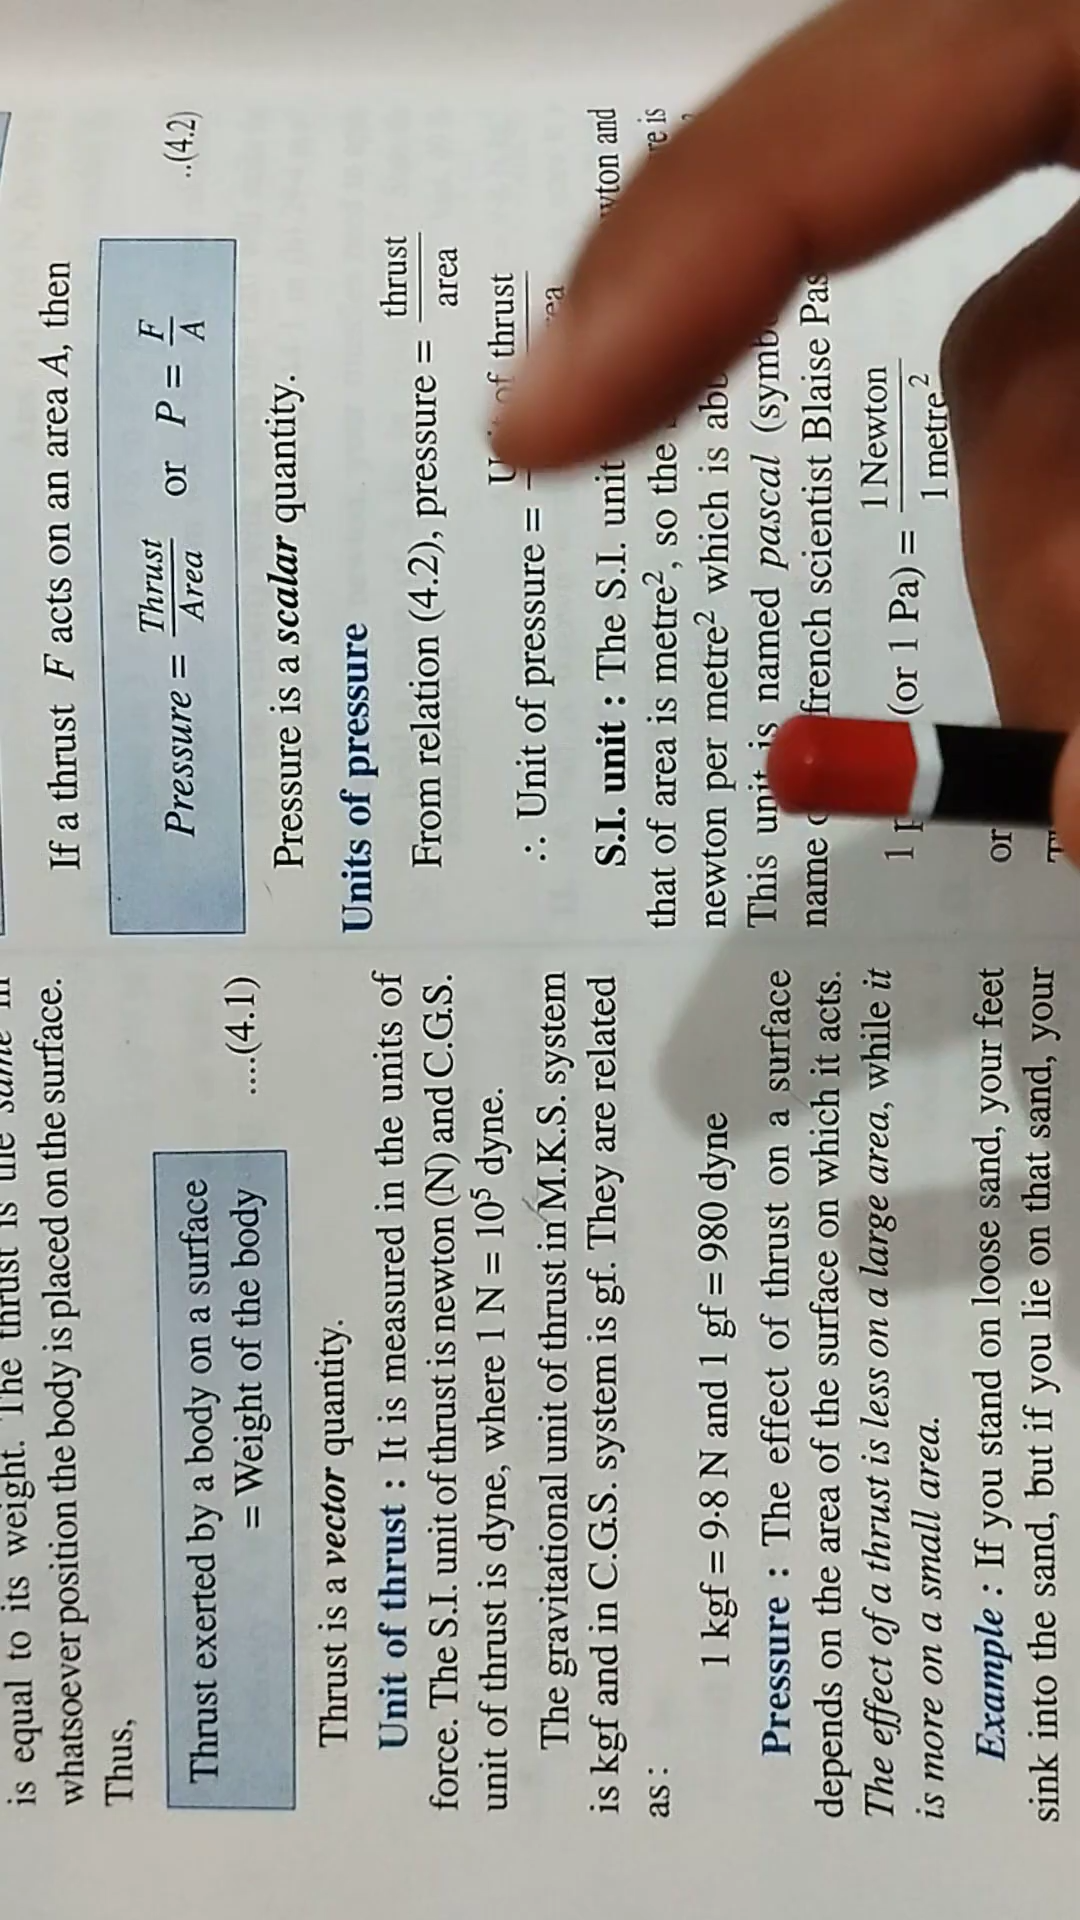 is equal to its weight. The thrust is the same in
whatsoever position the body is placed on the surface.
Thus,
Thrust exerted by a body on a surface
= Weight of the body ....(4.1)
Thrust is a vector quantity.
Unit of thrust : It is measured in the units of
force. The S.I. unit of thrust is newton (N) and C.G.S.
unit of thrust is dyne, where 1 N = 10⁵ dyne.
The gravitational unit of thrust in M.K.S. system
is kgf and in C.G.S. system is gf. They are related
as :
1 kgf = 9·8 N and 1 gf = 980 dyne
Pressure : The effect of thrust on a surface
depends on the area of the surface on which it acts.
The effect of a thrust is less on a large area, while it
is more on a small area.
Example : If you stand on loose sand, your feet
sink into the sand, but if you lie on that sand, your
If a thrust F acts on an area A, then
Pressure = Thrust/Area or P = F/A ..(4.2)
Pressure is a scalar quantity.
Units of pressure
From relation (4.2), pressure = thrust/area
∴ Unit of pressure = of thrust
S.I. unit : The S.I. unit and
that of area is metre², so the is
newton per metre² which is
This unit is named pascal
name french scientist Blaise
1 (or 1 Pa) = 1 Newton/1 metre²
or